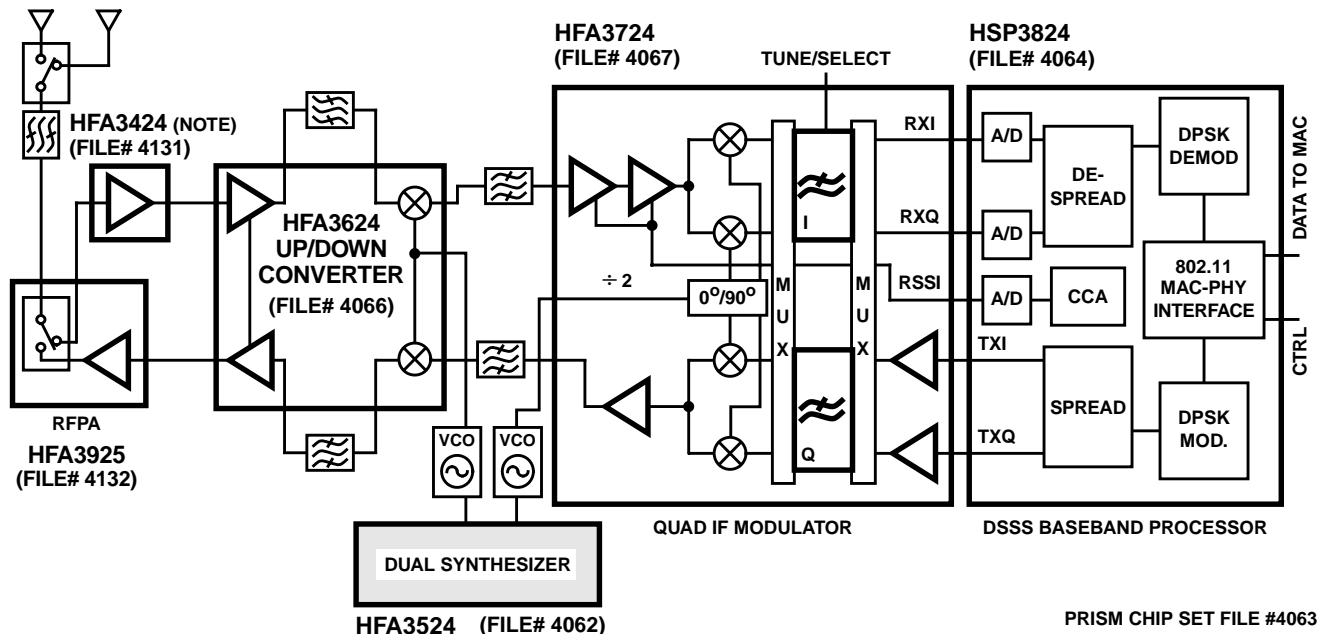 HFA3424 (NOTE)
(FILE# 4131)
HFA3624
UP/DOWN
CONVERTER
(FILE# 4066)
RFPA
HFA3925
(FILE# 4132)
VCO
VCO
DUAL SYNTHESIZER
HFA3524 (FILE# 4062)
HFA3724
(FILE# 4067)
TUNE/SELECT
÷ 2
0°/90°
M
U
X
I
Q
M
U
X
RXI
RXQ
RSSI
TXI
TXQ
QUAD IF MODULATOR
HSP3824
(FILE# 4064)
A/D
A/D
A/D
DE-
SPREAD
CCA
DPSK
DEMOD
802.11
MAC-PHY
INTERFACE
SPREAD
DPSK
MOD.
DATA TO MAC
CTRL
DSSS BASEBAND PROCESSOR
PRISM CHIP SET FILE #4063